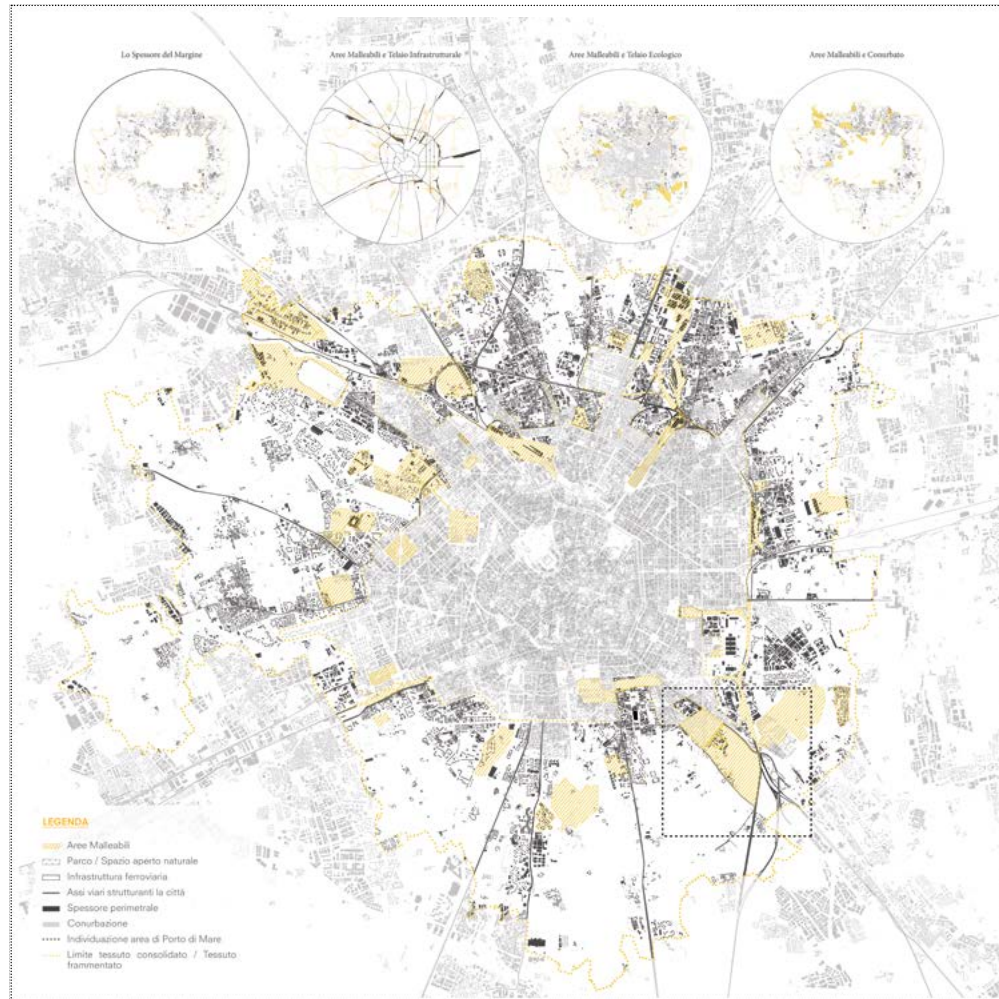 Lo Spessore del Margine
Aree Malleabili e Telaio Infrastrutturale
Aree Malleabili e Telaio Ecologico
Aree Malleabili e Conurbato
LEGENDA
Aree Malleabili
Parco / Spazio aperto naturale
Infrastruttura ferroviaria
Assi viari strutturanti la città
Spessore perimetrale
Conurbazione
Individuazione area di Porto di Mare
Limite tessuto consolidato / Tessuto
frammentato